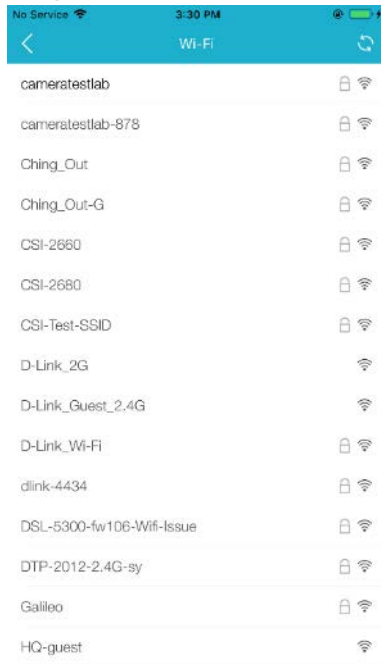 No Service 3:30 PM
Wi-Fi
cameratestlab
cameratestlab-878
Ching_Out
Ching_Out-G
CSI-2660
CSI-2680
CSI-Test-SSID
D-Link_2G
D-Link_Guest_2.4G
D-Link_Wi-Fi
dlink-4434
DSL-5300-fw106-Wifi-Issue
DTP-2012-2.4G-sy
Galileo
HQ-guest